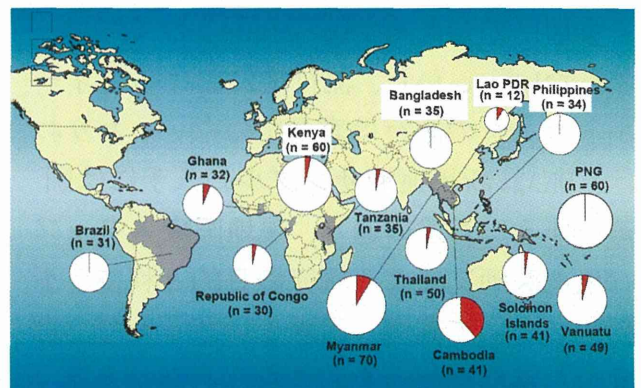 Lao PDR
(n = 12)
Philippines
(n = 34)
Bangladesh
(n = 35)
Kenya
(n = 60)
Ghana
(n = 32)
PNG
(n = 60)
Brazil
(n = 31)
Tanzania
(n = 35)
Thailand
(n = 50)
Republic of Congo
(n = 30)
Solomon
Islands
(n = 41)
Vanuatu
(n = 49)
Myanmar
(n = 70)
Cambodia
(n = 41)